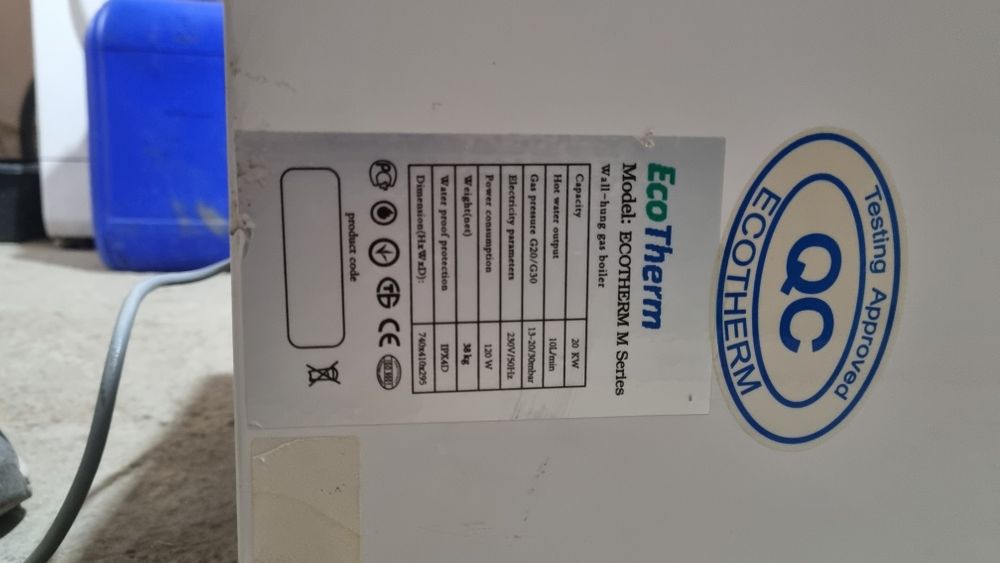 EcoTherm
Model: ECOTHERM M Series
Wall-hung gas boiler
Capacity 20 KW
Hot water output 10L/min
Gas pressure G20/G30 13-20/30mbar
Electricity parameters 230V/50Hz
Power consumption 120 W
Weight(net) 38 kg
Water proof protection IPX4D
Dimension(HxWxD): 740x410x295
CE
product code
Testing Approved
QC
ECOTHERM